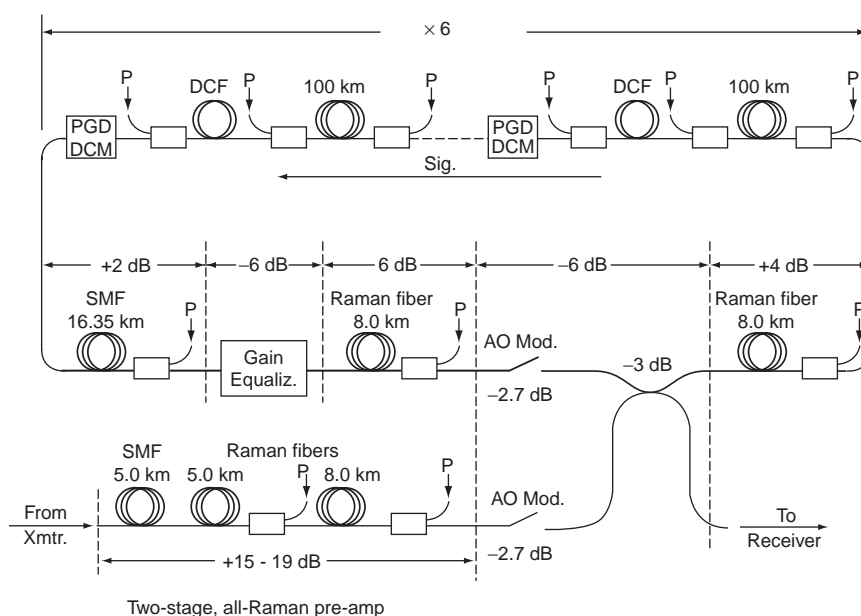 × 6
P
DCF
P
100 km
P
P
DCF
P
100 km
P
PGD
DCM
PGD
DCM
Sig.
+2 dB
–6 dB
6 dB
–6 dB
+4 dB
SMF
16.35 km
P
Gain
Equaliz.
Raman fiber
8.0 km
P
AO Mod.
–2.7 dB
–3 dB
Raman fiber
8.0 km
P
SMF
5.0 km
Raman fibers
5.0 km
P
8.0 km
P
AO Mod.
–2.7 dB
From
Xmtr.
To
Receiver
+15 - 19 dB
Two-stage, all-Raman pre-amp